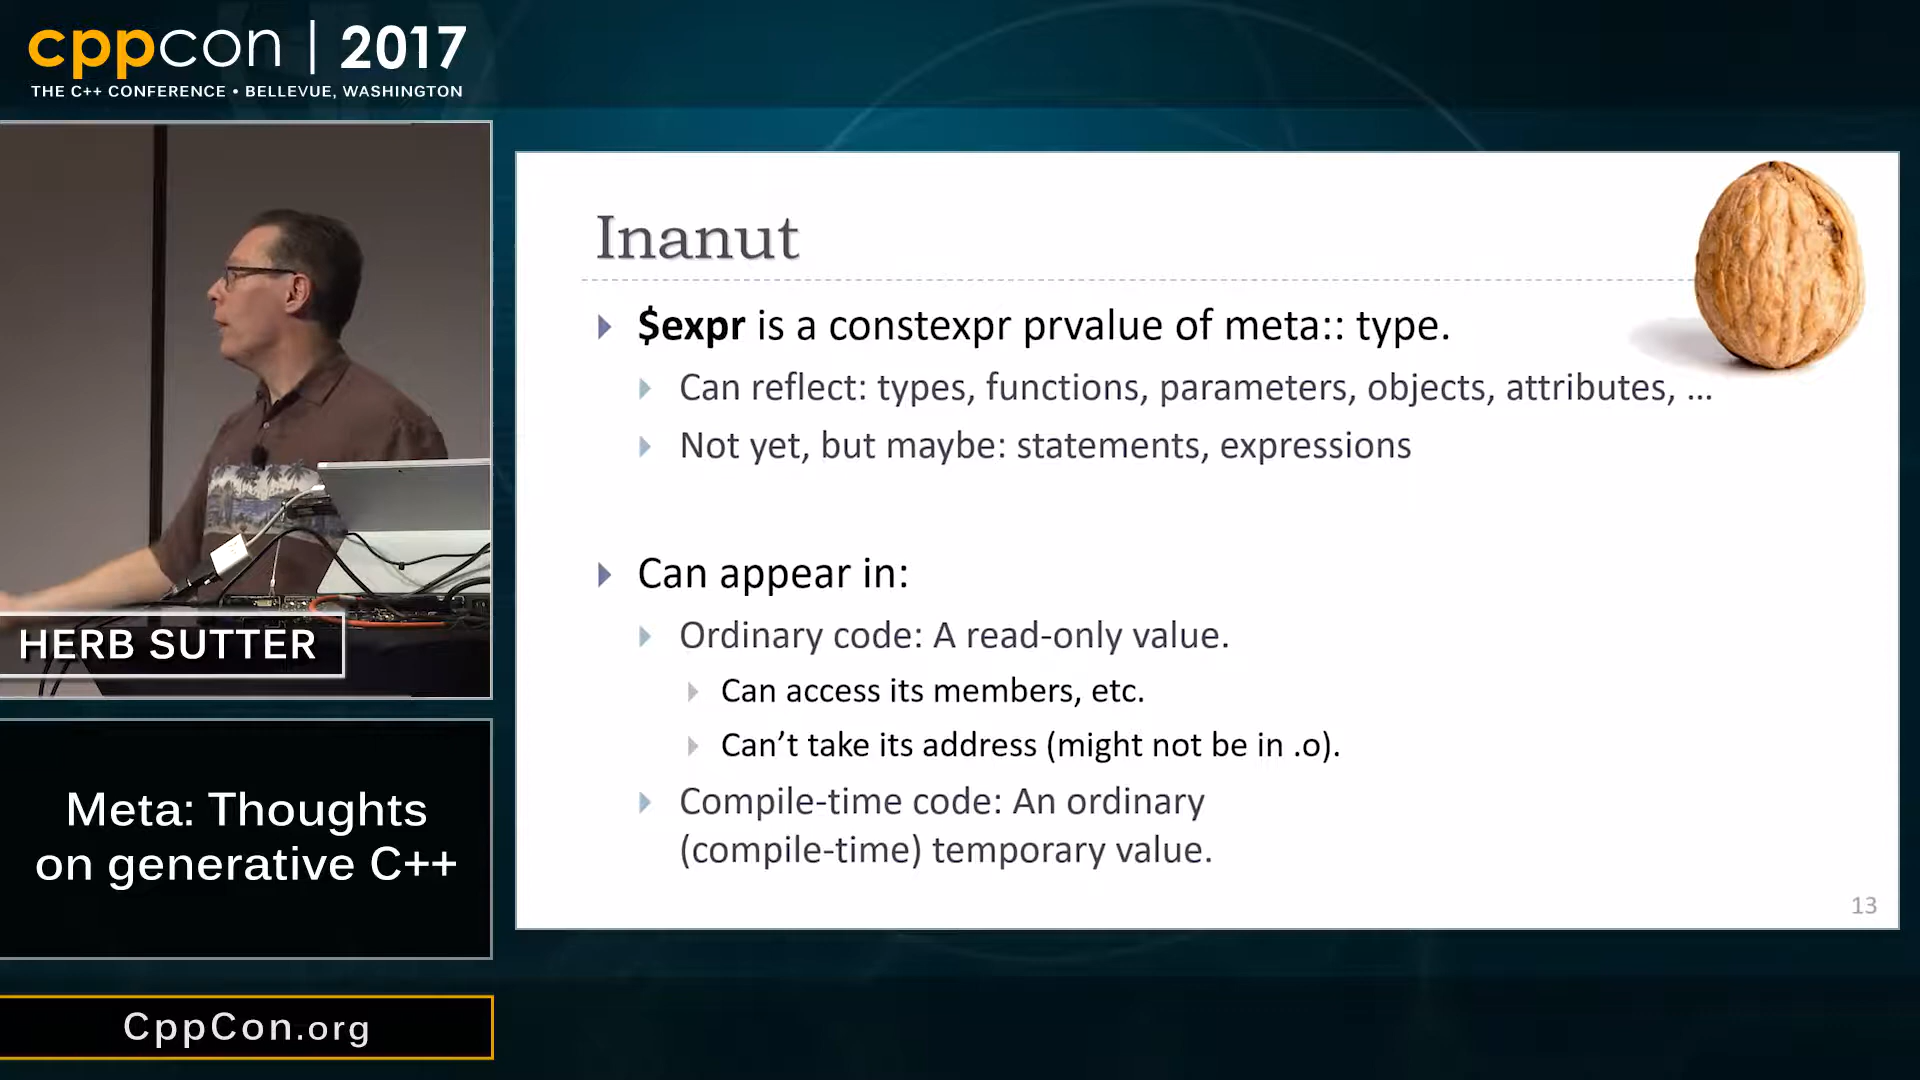 cppcon | 2017
THE C++ CONFERENCE • BELLEVUE, WASHINGTON
HERB SUTTER
Meta: Thoughts
on generative C++
CppCon.org
Inanut
$expr is a constexpr prvalue of meta:: type.
Can reflect: types, functions, parameters, objects, attributes, ...
Not yet, but maybe: statements, expressions
Can appear in:
Ordinary code: A read-only value.
Can access its members, etc.
Can’t take its address (might not be in .o).
Compile-time code: An ordinary
(compile-time) temporary value.
13